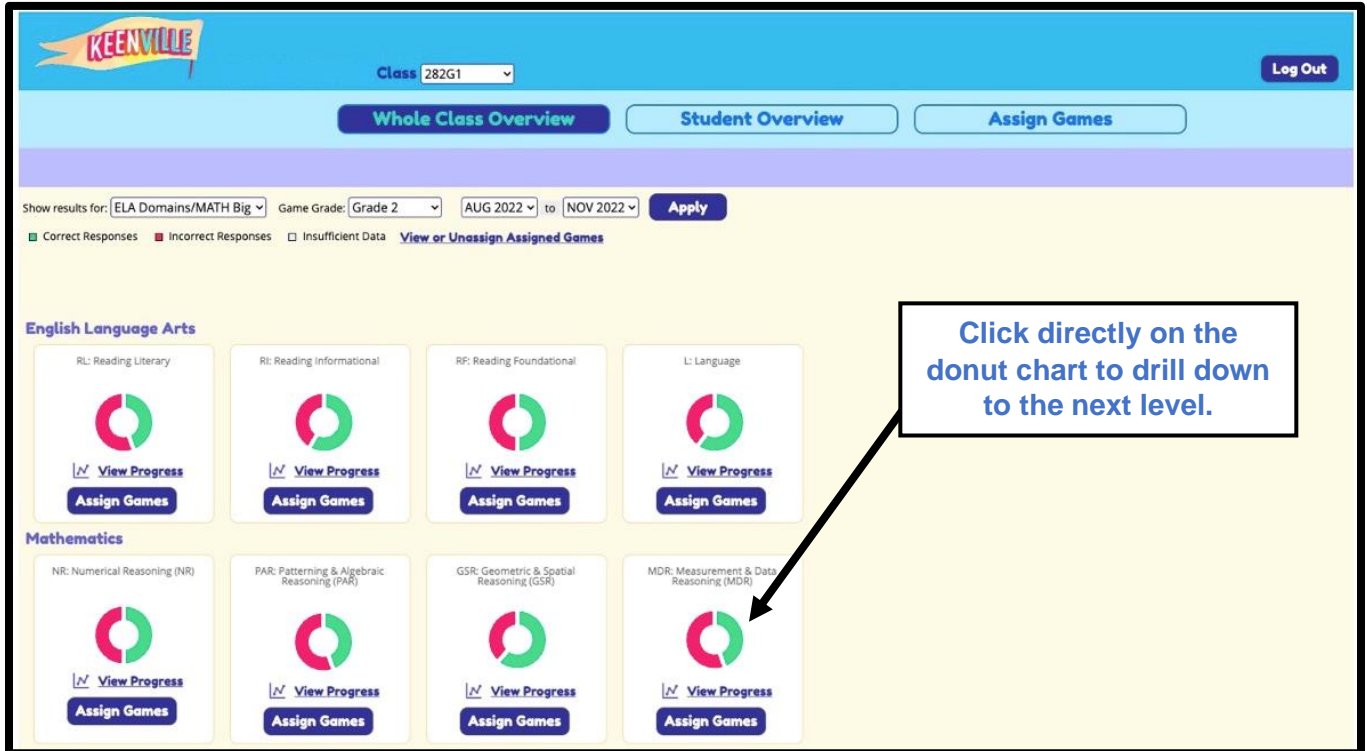 KEENVILLE
Class 282G1
Log Out
Whole Class Overview
Student Overview
Assign Games
Show results for: ELA Domains/MATH Big Game Grade: Grade 2 AUG 2022 to NOV 2022 Apply
Correct Responses Incorrect Responses Insufficient Data View or Unassign Assigned Games
Click directly on the
donut chart to drill down
to the next level.
English Language Arts
RL: Reading Literary
View Progress
Assign Games
RI: Reading Informational
View Progress
Assign Games
RF: Reading Foundational
View Progress
Assign Games
L: Language
View Progress
Assign Games
Mathematics
NR: Numerical Reasoning (NR)
View Progress
Assign Games
PAR: Patterning & Algebraic
Reasoning (PAR)
View Progress
Assign Games
GSR: Geometric & Spatial
Reasoning (GSR)
View Progress
Assign Games
MDR: Measurement & Data
Reasoning (MDR)
View Progress
Assign Games